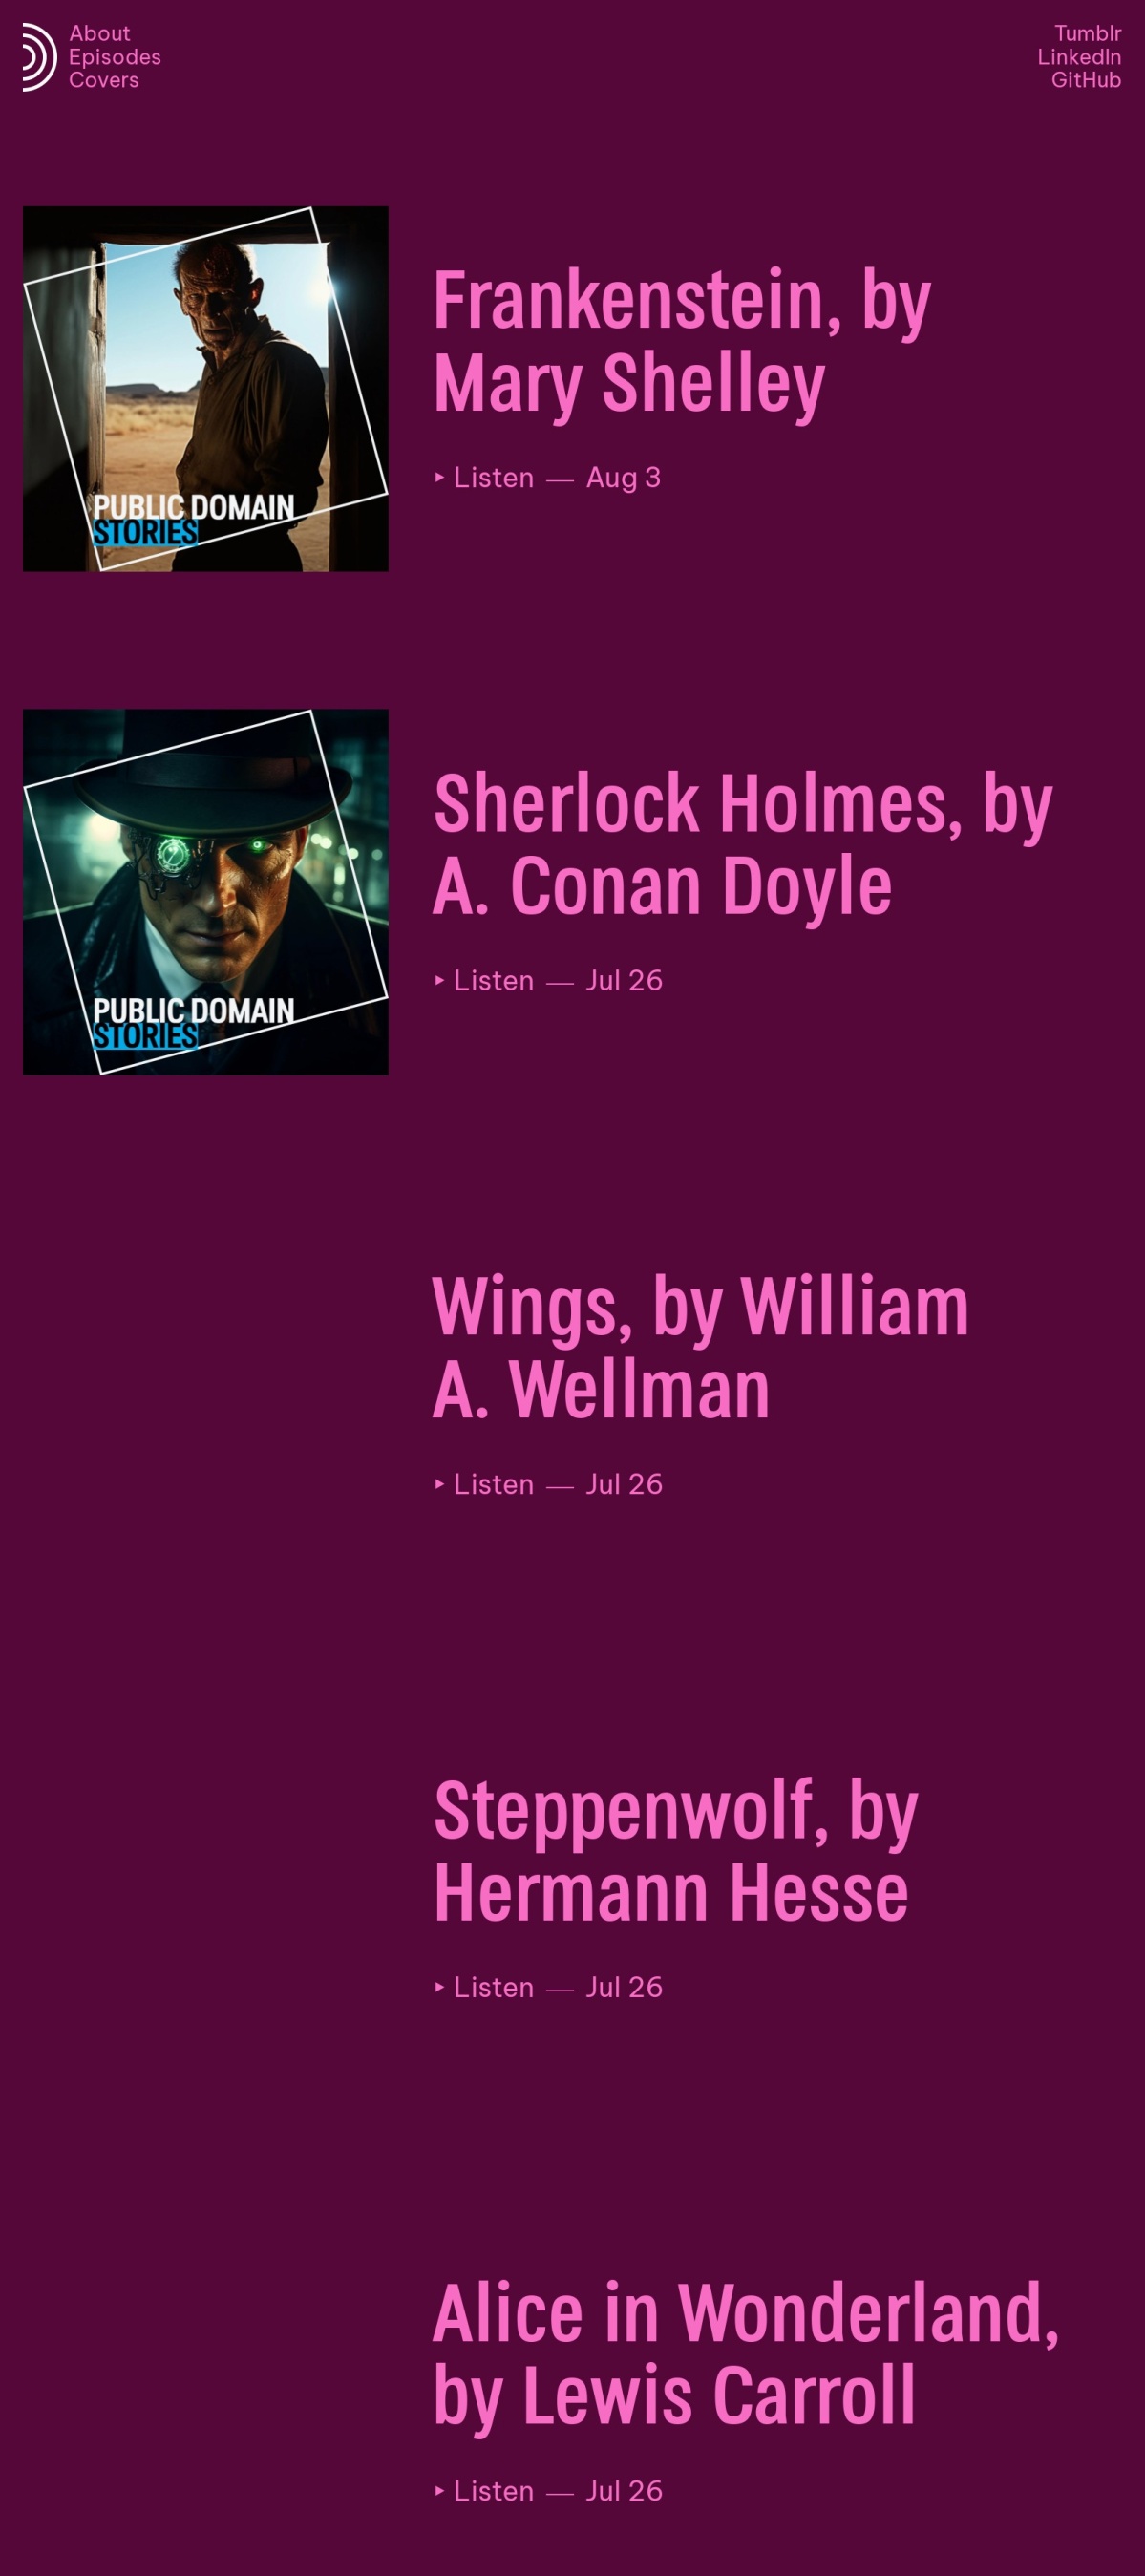 About
Episodes
Covers
Tumblr
LinkedIn
GitHub
PUBLIC DOMAIN
STORIES
Frankenstein, by
Mary Shelley
▸ Listen — Aug 3
PUBLIC DOMAIN
STORIES
Sherlock Holmes, by
A. Conan Doyle
▸ Listen — Jul 26
Wings, by William
A. Wellman
▸ Listen — Jul 26
Steppenwolf, by
Hermann Hesse
▸ Listen — Jul 26
Alice in Wonderland,
by Lewis Carroll
▸ Listen — Jul 26